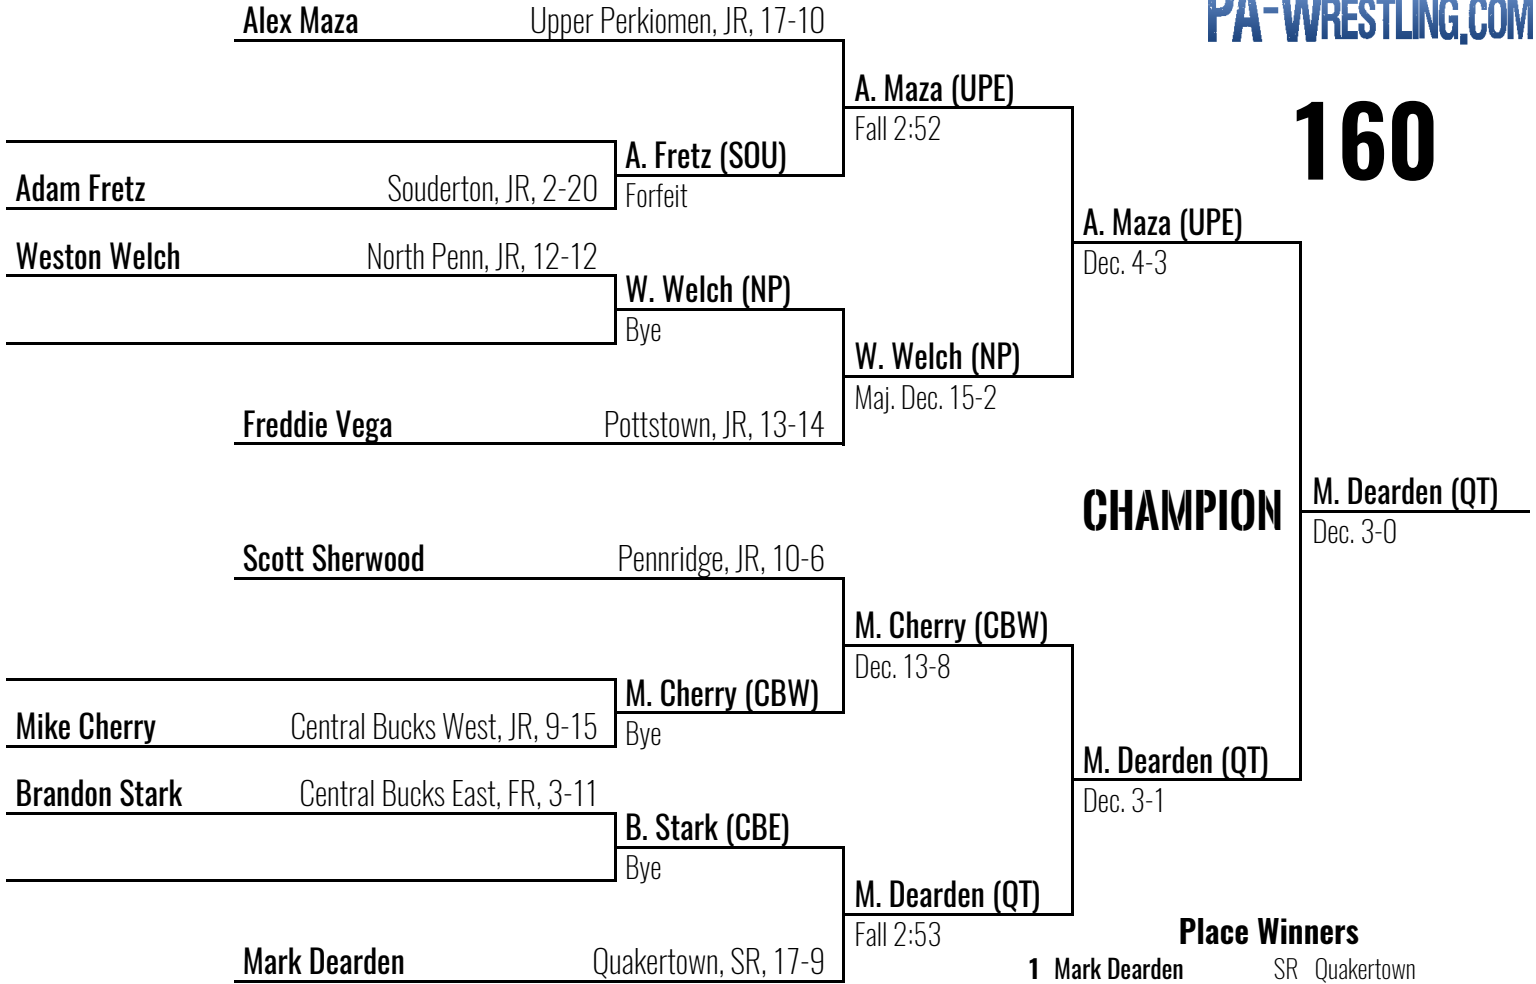 Alex Maza Upper Perkiomen, JR, 17-10
PA-WRESTLING.COM
A. Maza (UPE)
Fall 2:52
160
A. Fretz (SOU)
Adam Fretz Souderton, JR, 2-20
Forfeit
A. Maza (UPE)
Weston Welch North Penn, JR, 12-12
Dec. 4-3
W. Welch (NP)
Bye
W. Welch (NP)
Maj. Dec. 15-2
Freddie Vega Pottstown, JR, 13-14
CHAMPION
M. Dearden (QT)
Dec. 3-0
Scott Sherwood Pennridge, JR, 10-6
M. Cherry (CBW)
Dec. 13-8
M. Cherry (CBW)
Mike Cherry Central Bucks West, JR, 9-15
Bye
M. Dearden (QT)
Brandon Stark Central Bucks East, FR, 3-11
Dec. 3-1
B. Stark (CBE)
Bye
M. Dearden (QT)
Fall 2:53
Place Winners
Mark Dearden Quakertown, SR, 17-9
1 Mark Dearden SR Quakertown